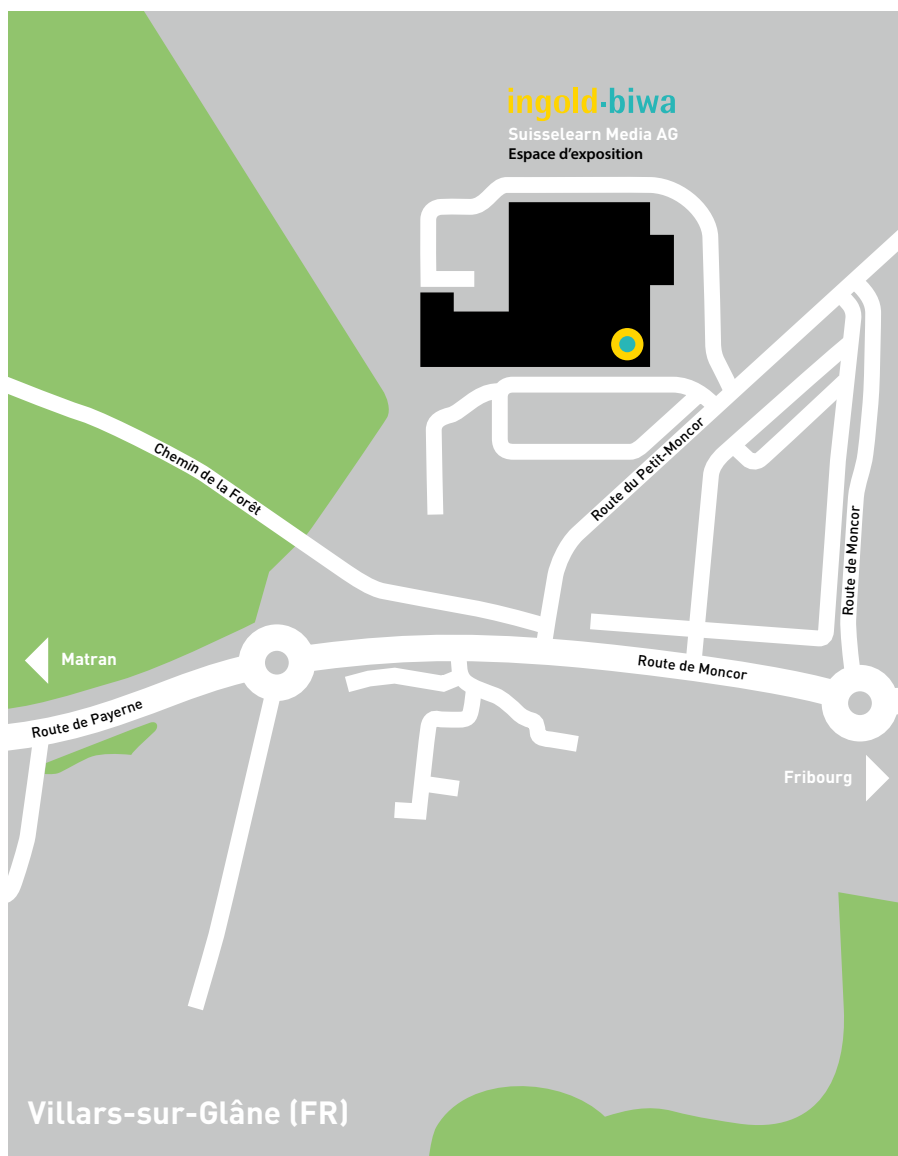 ingold·biwa
Suisselearn Media AG
Espace d'exposition
Chemin de la Forêt
Route du Petit-Moncor
Route de Moncor
Matran
Route de Moncor
Route de Payerne
Fribourg
Villars-sur-Glâne (FR)